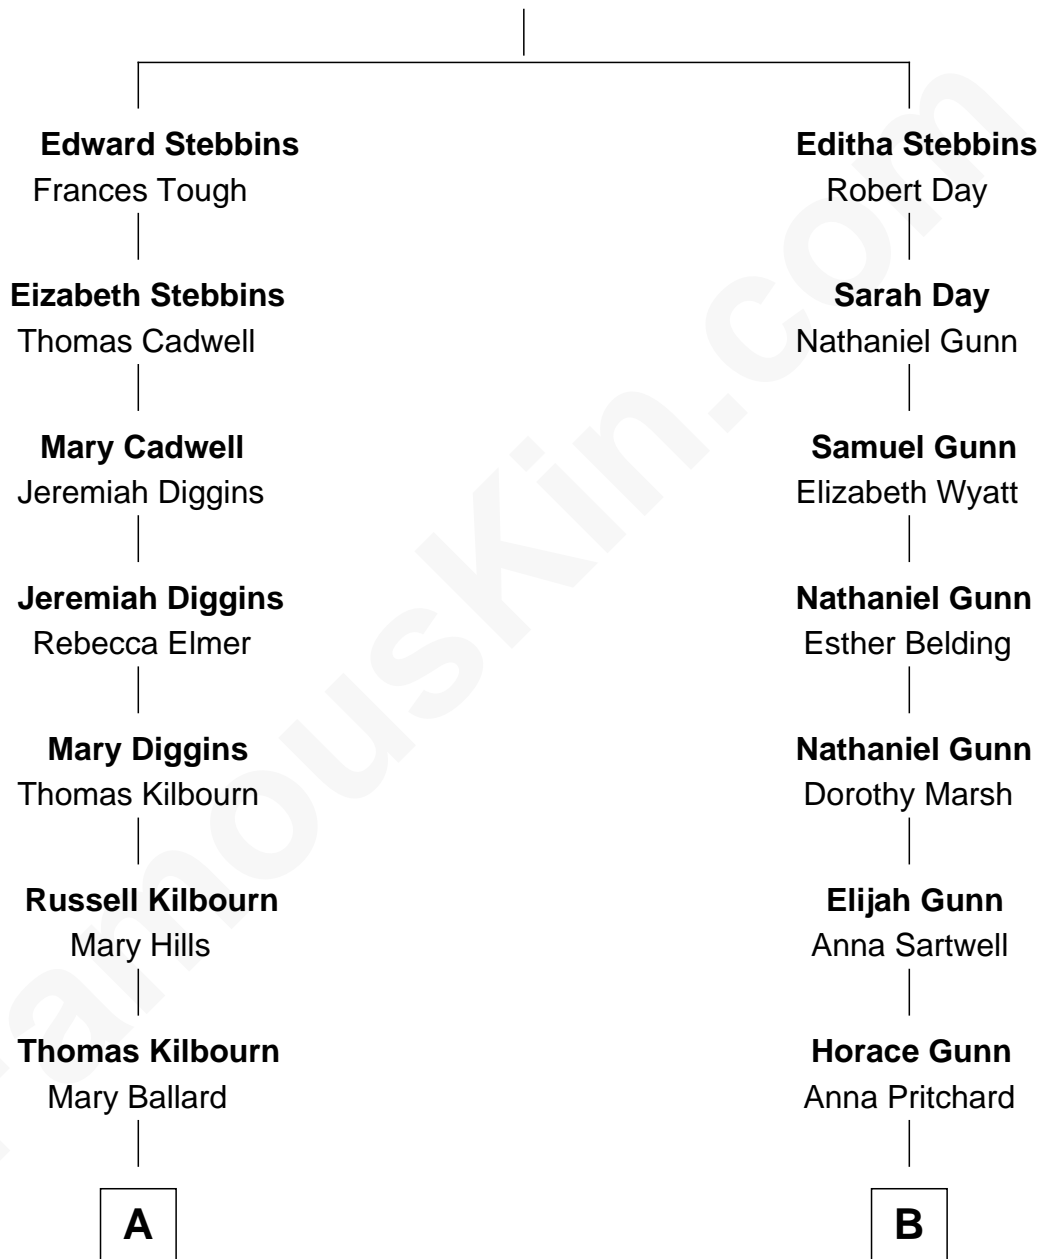 Edward Stebbins
Frances Tough
Eizabeth Stebbins
Thomas Cadwell
Mary Cadwell
Jeremiah Diggins
Jeremiah Diggins
Rebecca Elmer
Mary Diggins
Thomas Kilbourn
Russell Kilbourn
Mary Hills
Thomas Kilbourn
Mary Ballard
A
Editha Stebbins
Robert Day
Sarah Day
Nathaniel Gunn
Samuel Gunn
Elizabeth Wyatt
Nathaniel Gunn
Esther Belding
Nathaniel Gunn
Dorothy Marsh
Elijah Gunn
Anna Sartwell
Horace Gunn
Anna Pritchard
B
FamousKin.com